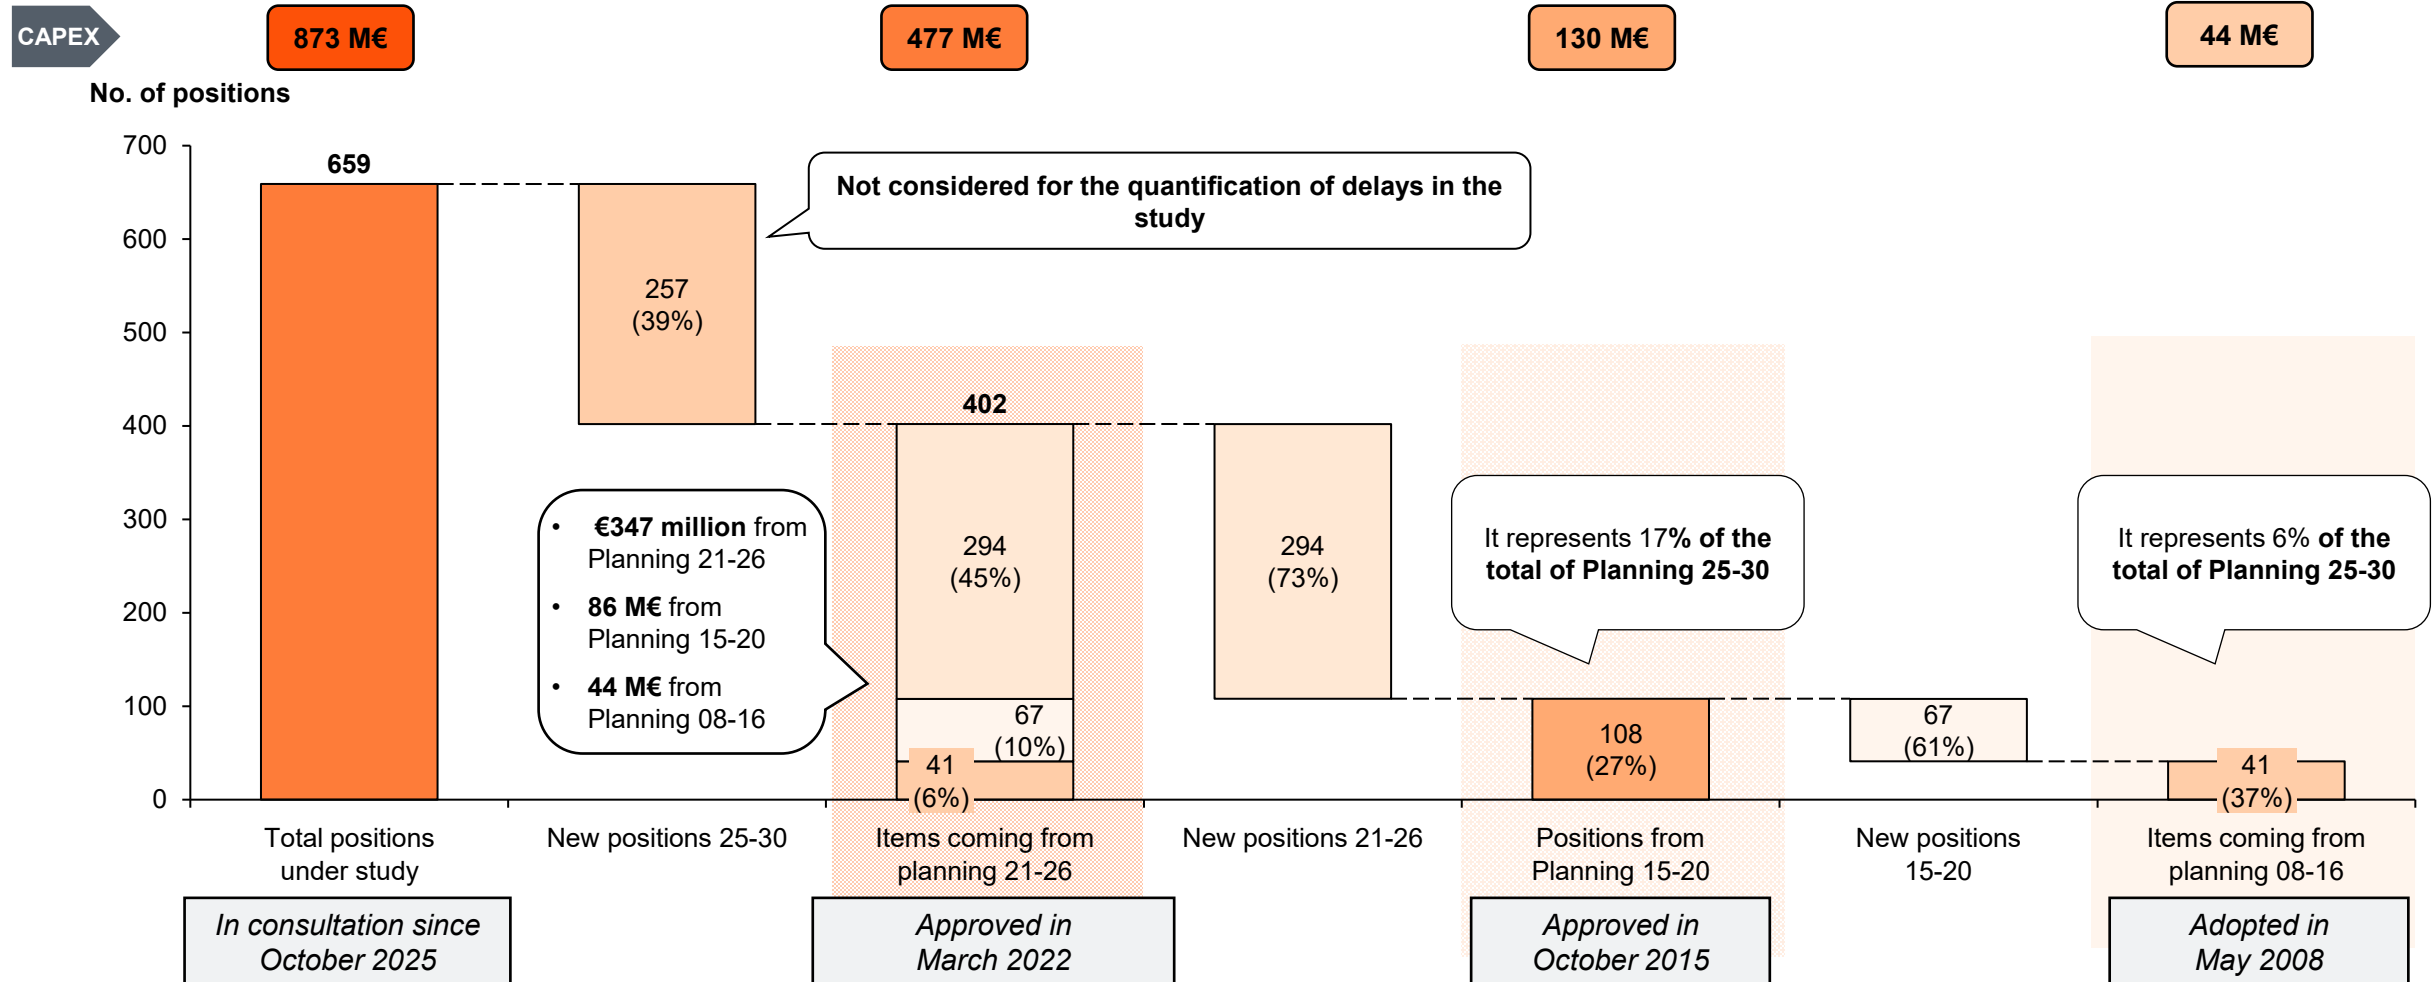 CAPEX
873 M€
477 M€
130 M€
44 M€
No. of positions
700
600
500
400
300
200
100
0
659
257
(39%)
Not considered for the quantification of delays in the
study
402
294
(45%)
67
(10%)
41
(6%)
• €347 million from
Planning 21-26
• 86 M€ from
Planning 15-20
• 44 M€ from
Planning 08-16
294
(73%)
It represents 17% of the
total of Planning 25-30
108
(27%)
67
(61%)
It represents 6% of the
total of Planning 25-30
41
(37%)
Total positions
under study
New positions 25-30
Items coming from
planning 21-26
New positions 21-26
Positions from
Planning 15-20
New positions
15-20
Items coming from
planning 08-16
In consultation since
October 2025
Approved in
March 2022
Approved in
October 2015
Adopted in
May 2008